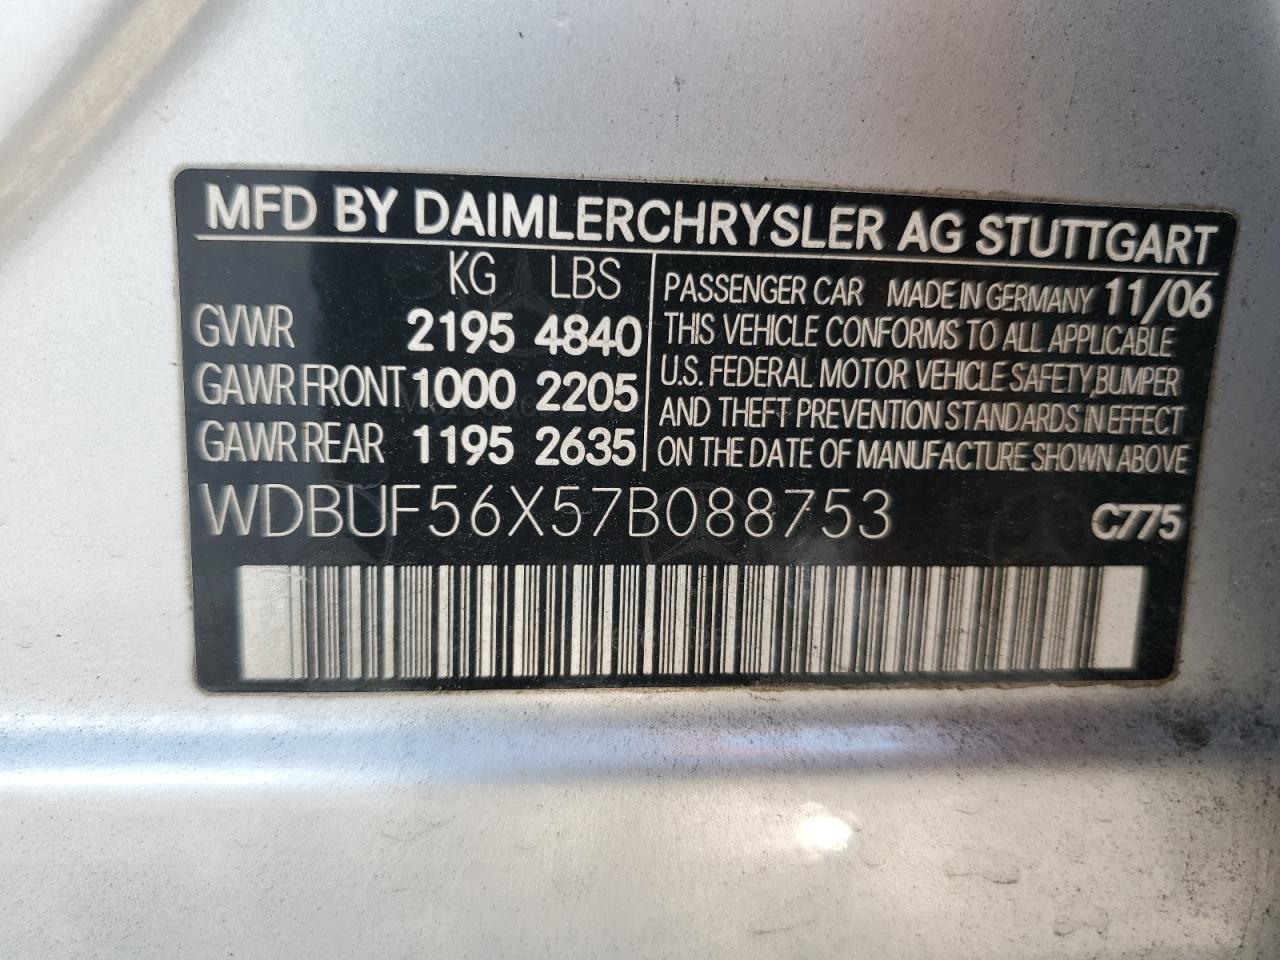 MFD BY DAIMLERCHRYSLER AG STUTTGART
KG LBS
GVWR 2195 4840
GAWR FRONT 1000 2205
GAWR REAR 1195 2635
PASSENGER CAR MADE IN GERMANY 11/06
THIS VEHICLE CONFORMS TO ALL APPLICABLE
U.S. FEDERAL MOTOR VEHICLE SAFETY, BUMPER
AND THEFT PREVENTION STANDARDS IN EFFECT
ON THE DATE OF MANUFACTURE SHOWN ABOVE
WDBUF56X57B088753 C775